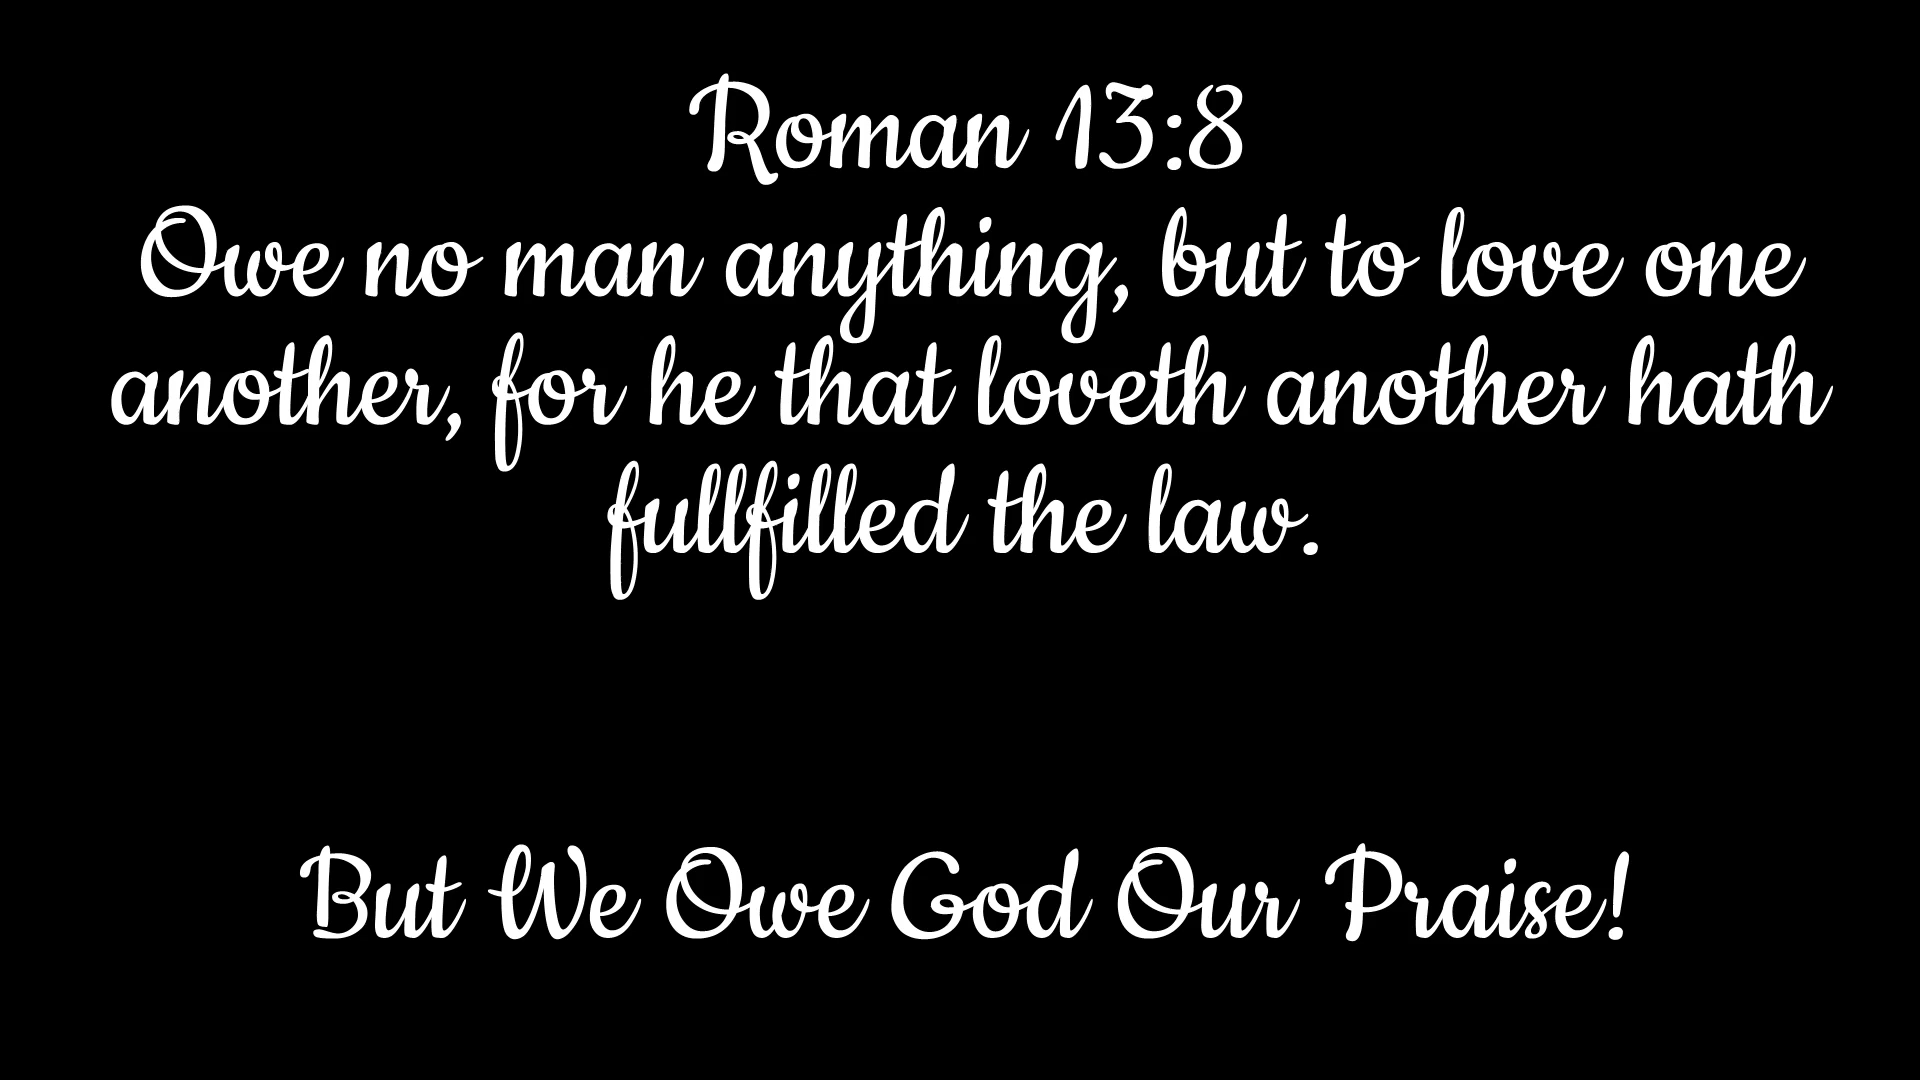 Roman 13:8
Owe no man anything, but to love one
another, for he that loveth another hath
fullfilled the law.
But We Owe God Our Praise!